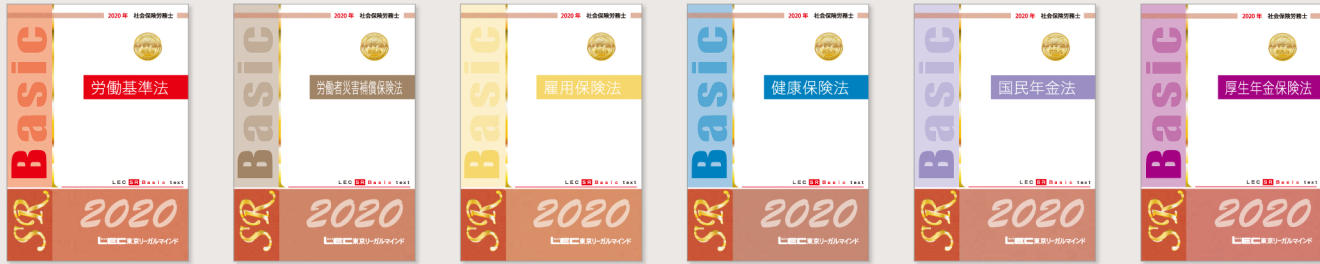 2020年 社会保険労務士
Basic
労働基準法
LEC SR Basic text
SR
2020
LEC東京リーガルマインド
2020年 社会保険労務士
Basic
労働者災害補償保険法
LEC SR Basic text
SR
2020
LEC東京リーガルマインド
2020年 社会保険労務士
Basic
雇用保険法
LEC SR Basic text
SR
2020
LEC東京リーガルマインド
2020年 社会保険労務士
Basic
健康保険法
LEC SR Basic text
SR
2020
LEC東京リーガルマインド
2020年 社会保険労務士
Basic
国民年金法
LEC SR Basic text
SR
2020
LEC東京リーガルマインド
2020年 社会保険労務士
Basic
厚生年金保険法
LEC SR Basic text
SR
2020
LEC東京リーガルマインド